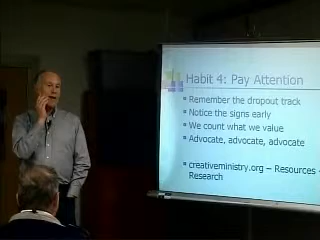 Habit 4: Pay Attention
Remember the dropout track
Notice the signs early
We count what we value
Advocate, advocate, advocate
creativeministry.org – Resources -
Research